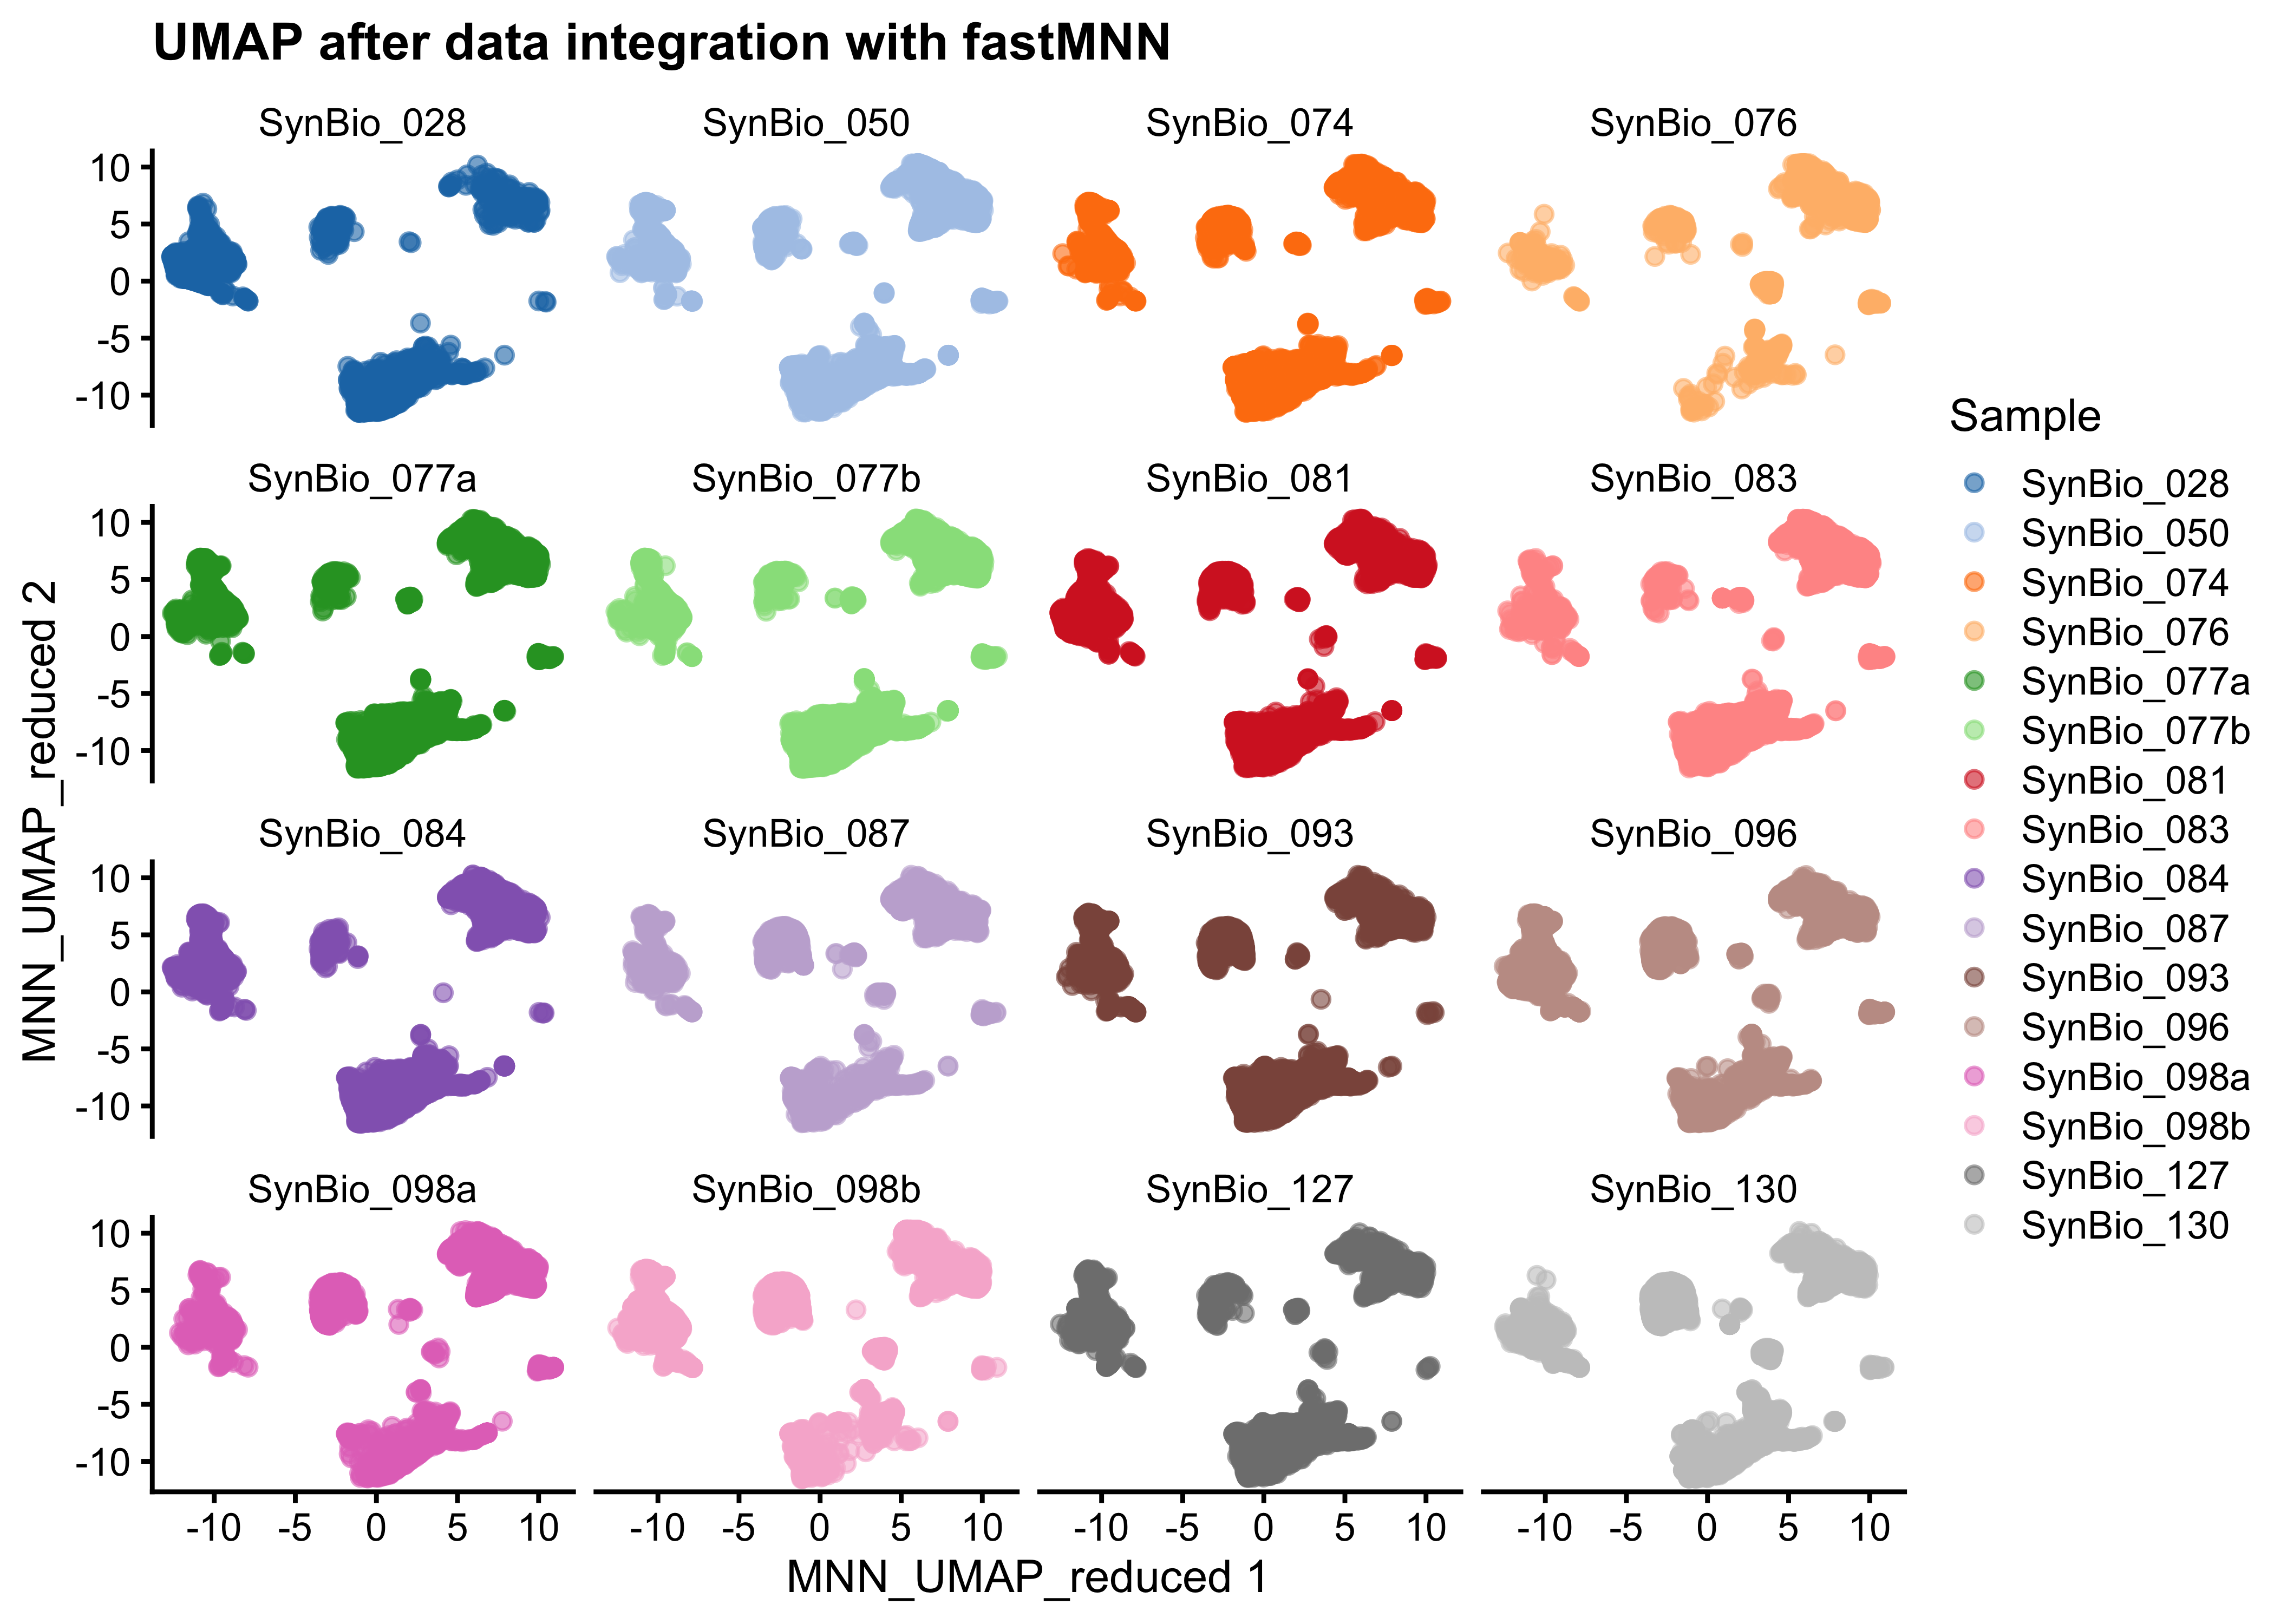 UMAP after data integration with fastMNN
SynBio_028 SynBio_050 SynBio_074 SynBio_076
10
5
0
-5
-10
SynBio_077a SynBio_077b SynBio_081 SynBio_083
10
5
0
-5
-10
SynBio_084 SynBio_087 SynBio_093 SynBio_096
10
5
0
-5
-10
SynBio_098a SynBio_098b SynBio_127 SynBio_130
10
5
0
-5
-10
-10 -5 0 5 10 -10 -5 0 5 10 -10 -5 0 5 10 -10 -5 0 5 10
MNN_UMAP_reduced 1
MNN_UMAP_reduced 2
Sample
SynBio_028
SynBio_050
SynBio_074
SynBio_076
SynBio_077a
SynBio_077b
SynBio_081
SynBio_083
SynBio_084
SynBio_087
SynBio_093
SynBio_096
SynBio_098a
SynBio_098b
SynBio_127
SynBio_130